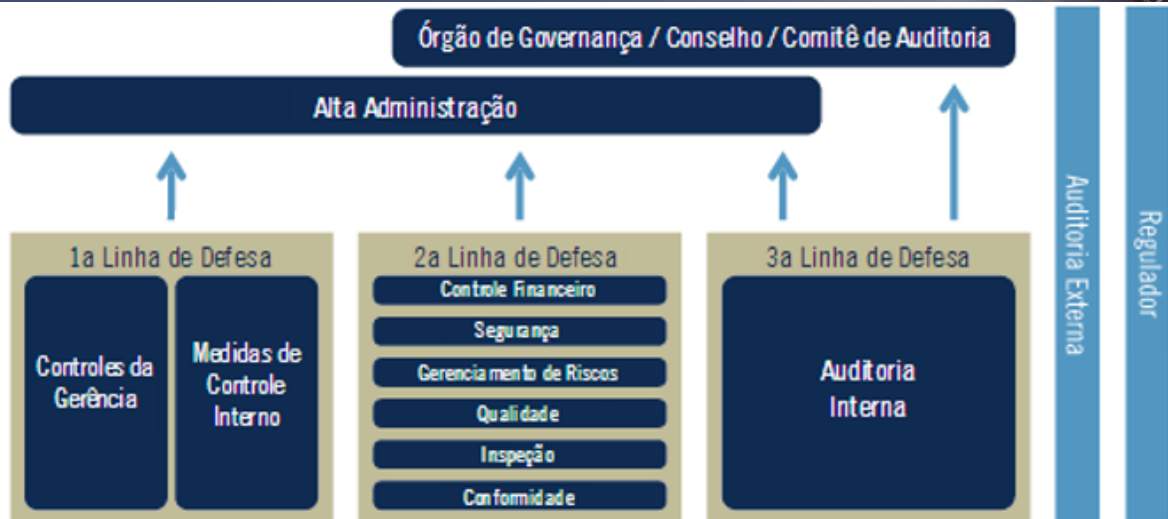 Órgão de Governança / Conselho / Comitê de Auditoria
Alta Administração
1a Linha de Defesa
Controles da
Gerência
Medidas de
Controle
Interno
2a Linha de Defesa
Controle Financeiro
Segurança
Gerenciamento de Riscos
Qualidade
Inspeção
Conformidade
3a Linha de Defesa
Auditoria
Interna
Auditoria Externa
Regulador